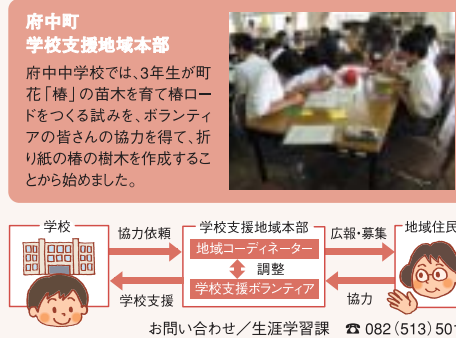 府中町
学校支援地域本部
府中中学校では、3年生が町
花「椿」の苗木を育て椿ロー
ドをつくる試みを、ボランティ
アの皆さんの協力を得て、折
り紙の椿の樹木を作成するこ
とから始めました。
学校
協力依頼
学校支援
学校支援地域本部
地域コーディネーター
調整
学校支援ボランティア
広報・募集
協力
地域住民
お問い合わせ／生涯学習課 ☎ 082（513）501